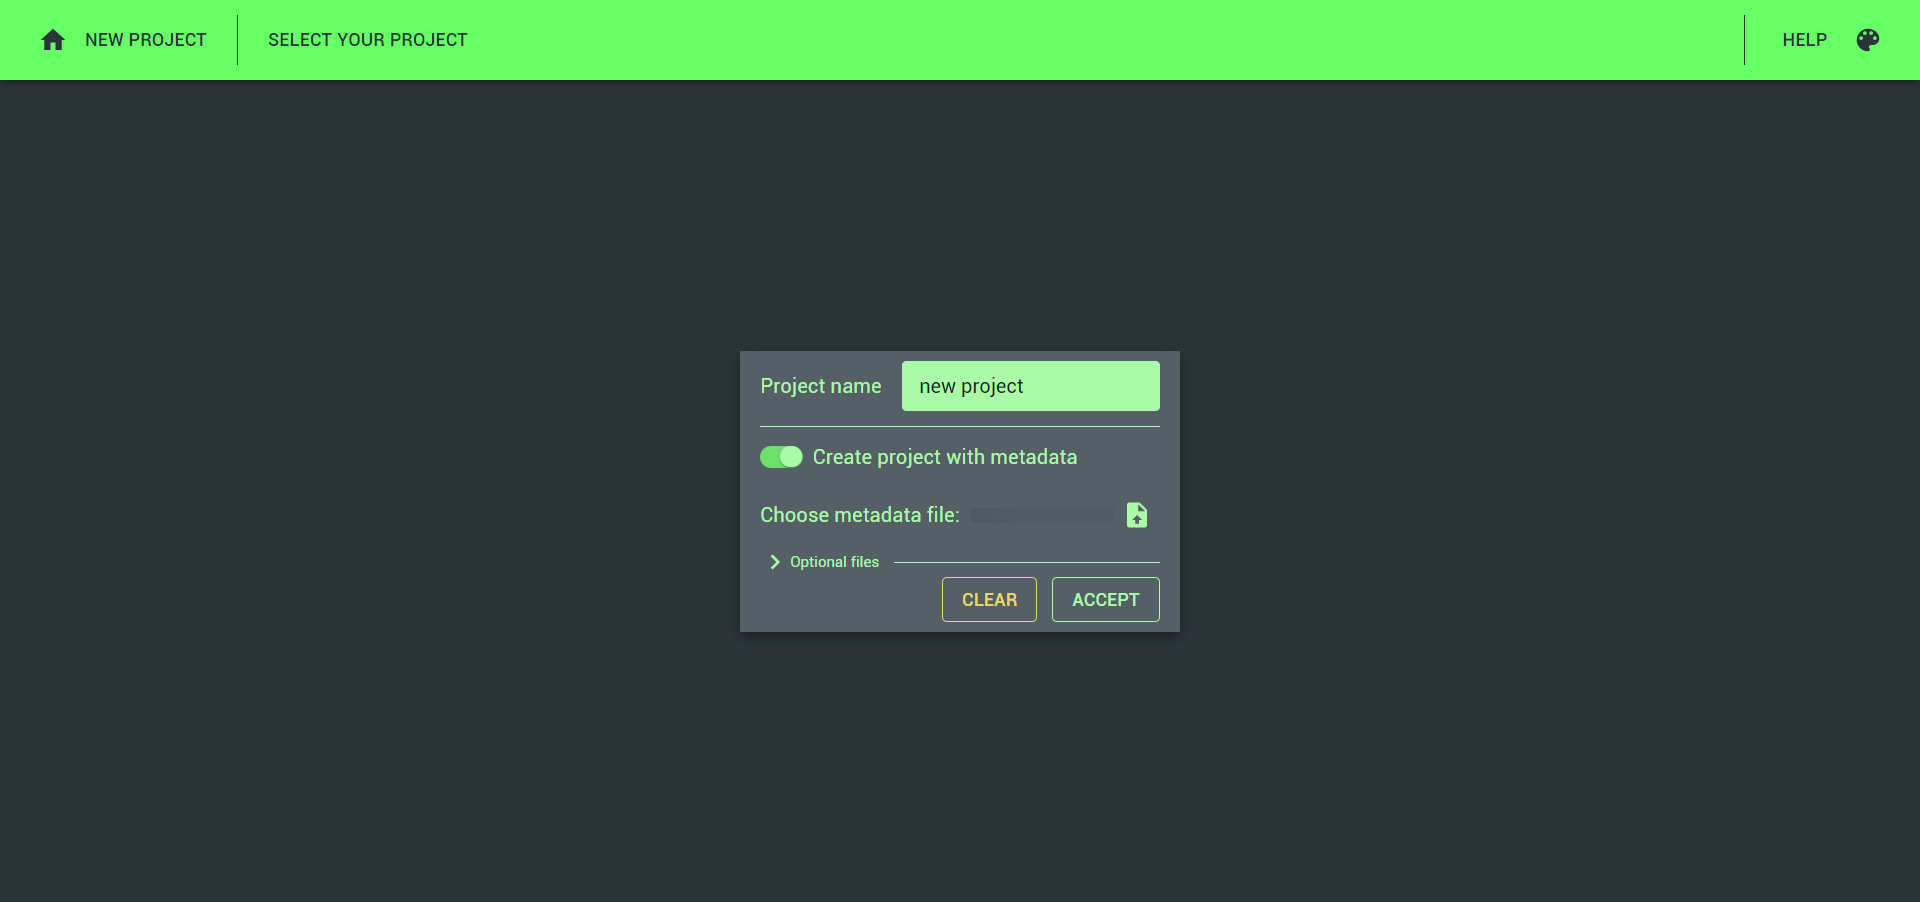 NEW PROJECT
SELECT YOUR PROJECT
HELP
Project name
new project
Create project with metadata
Choose metadata file:
Optional files
CLEAR
ACCEPT